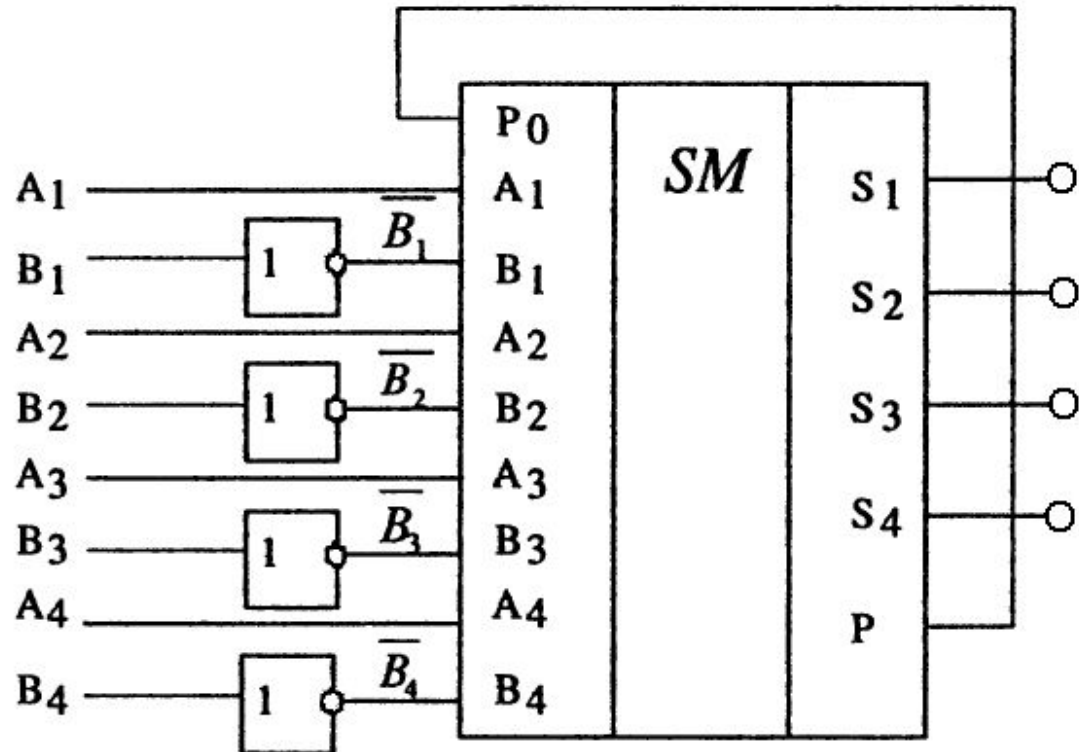 P0
SM
A1 A1 S1
B1 1 B̅1 B1
A2 A2 S2
B2 1 B̅2 B2
A3 A3 S3
B3 1 B̅3 B3
A4 A4 S4
P
B4 1 B̅4 B4